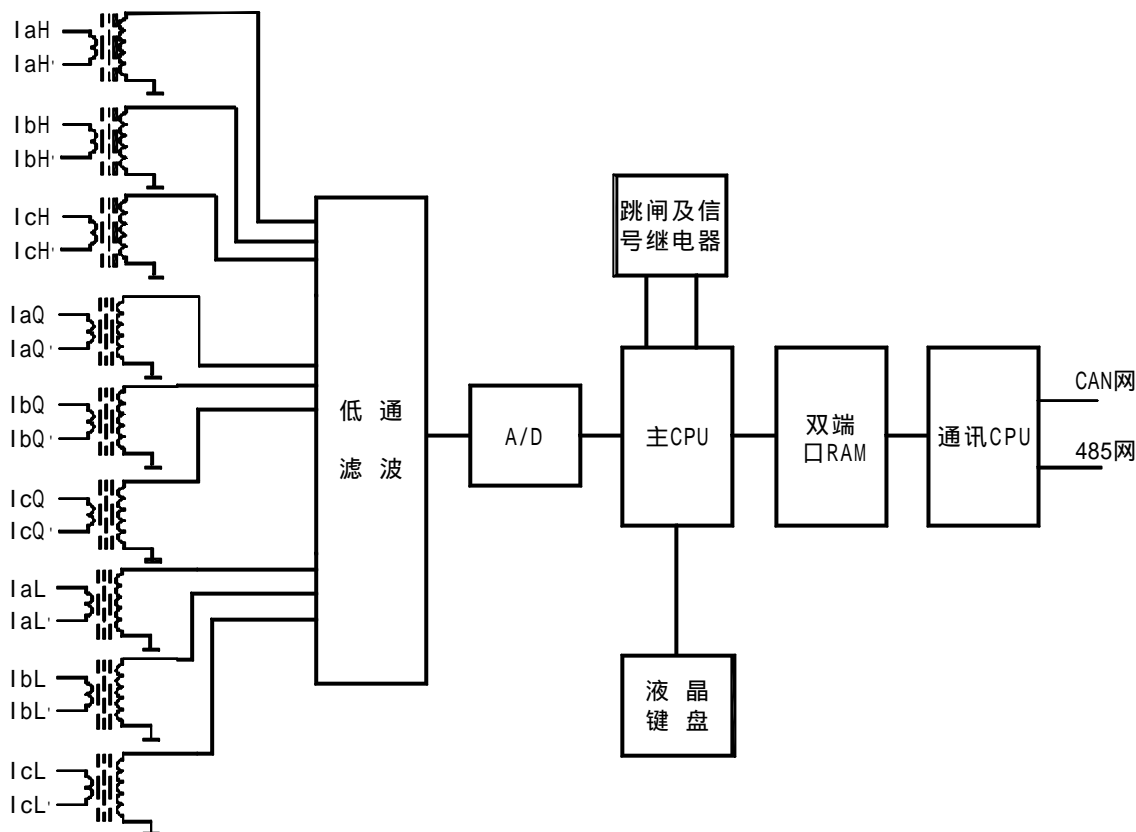 IaH
IaH'
IbH
IbH'
IcH
IcH'
IaQ
IaQ'
IbQ
IbQ'
IcQ
IcQ'
IaL
IaL'
IbL
IbL'
IcL
IcL'
低 通
滤 波
A/D
跳闸及信
号继电器
主CPU
液 晶
键 盘
双端
口RAM
通讯CPU
CAN网
485网